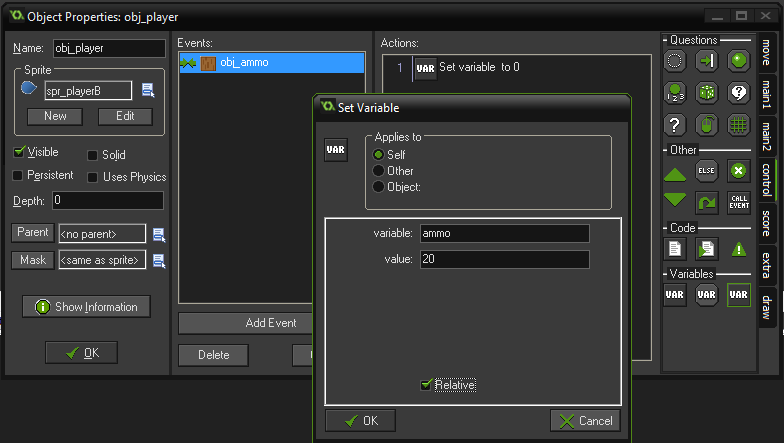 Object Properties: obj_player
Name: obj_player
Sprite
spr_playerB
New Edit
Visible Solid
Persistent Uses Physics
Depth: 0
Parent <no parent>
Mask <same as sprite>
Show Information
OK
Events:
obj_ammo
Add Event
Delete
Actions:
1 VAR Set variable to 0
Set Variable
VAR
Applies to
Self
Other
Object:
variable: ammo
value: 20
Relative
OK Cancel
Questions
1 2 3
?
?
Other
ELSE
CALL
EVENT
Code
Variables
VAR VAR VAR
move
main1
main2
control
score
extra
draw